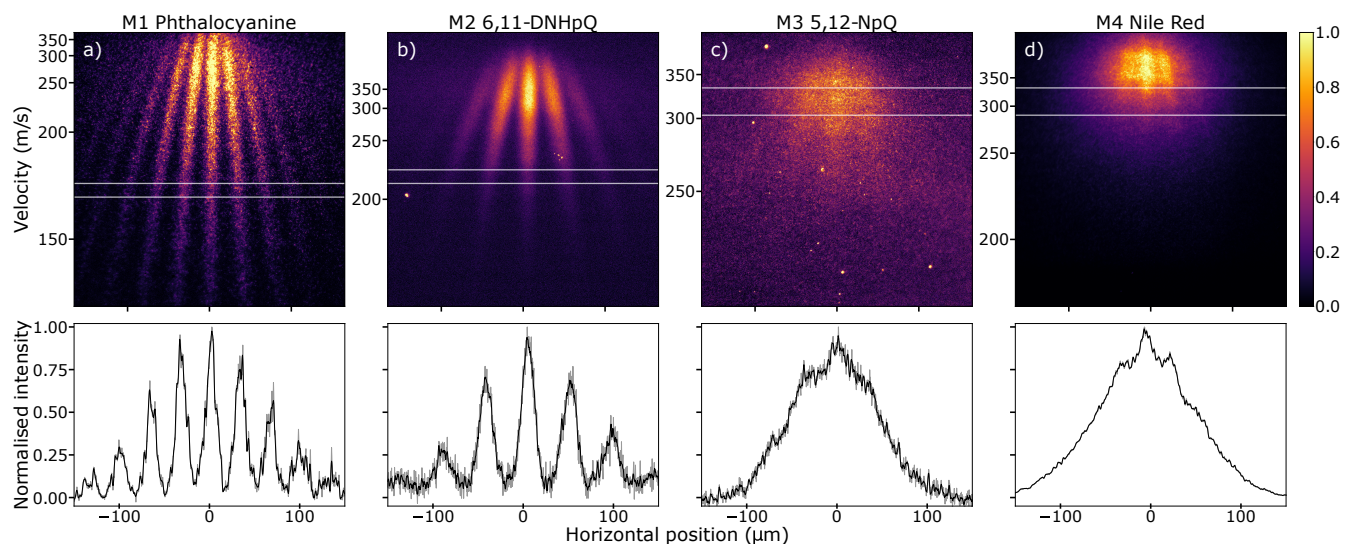 M1 Phthalocyanine
M2 6,11-DNHpQ
M3 5,12-NpQ
M4 Nile Red
a)
b)
c)
d)
Velocity (m/s)
350
300
250
200
150
350
300
250
200
350
300
250
350
300
250
200
1.0
0.8
0.6
0.4
0.2
0.0
Normalised intensity
1.00
0.75
0.50
0.25
0.00
−100 0 100
−100 0 100
−100 0 100
−100 0 100
Horizontal position (μm)